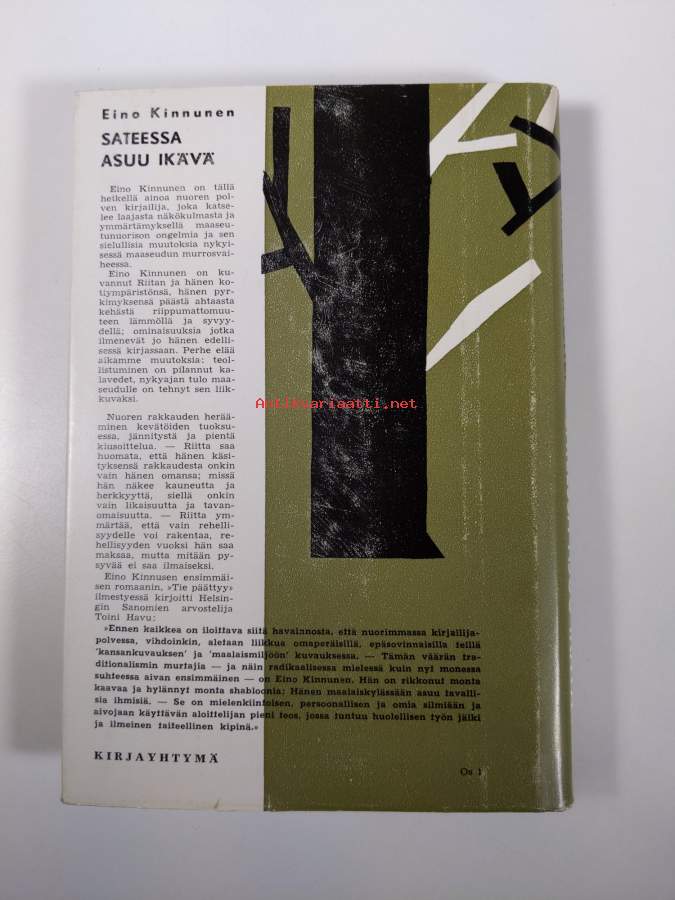 Eino Kinnunen
SATEESSA
ASUU IKÄVÄ
Eino Kinnunen on tällä
hetkellä ainoa nuoren pol-
ven kirjailija, joka katse-
lee laajasta näkökulmasta ja
ymmärtämyksellä maaseu-
tunuorison ongelmia ja sen
sielullisia muutoksia nykyi-
sessä maaseudun murrosvai-
heessa.
Eino Kinnunen on ku-
vannut Riitan ja hänen ko-
tiympäristönsä, hänen pyr-
kimyksensä päästä ahtaasta
kehästä riippumattomuu-
teen lämmöllä ja syvyy-
dellä; ominaisuuksia jotka
ilmenevät jo hänen edelli-
sessä kirjassaan. Perhe elää
aikamme muutoksia: teol-
listuminen on pilannut ka-
lavedet, nykyajan tulo maa-
seudulle on tehnyt sen liik-
kuvaksi.
Antikvariaatti.net
Nuoren rakkauden herää-
minen kevätöiden tuoksu-
essa, jännitystä ja pientä
kiusoittelua. — Riitta saa
huomata, että hänen käsi-
tyksensä rakkaudesta onkin
vain hänen omansa; missä
hän näkee kauneutta ja
herkkyyttä, siellä onkin
vain likaisuutta ja tavan-
omaisuutta. — Riitta ym-
märtää, että vain rehelli-
syydelle voi rakentaa, re-
hellisyyden vuoksi hän saa
maksaa, mutta mitään py-
syvää ei saa ilmaiseksi.
Eino Kinnusen ensimmäi-
sen romaanin, »Tie päättyy»
ilmestyessä kirjoitti Helsin-
gin Sanomien arvostelija
Toini Havu:
»Ennen kaikkea on iloittava siitä havainnosta, että nuorimmassa kirjailija-
polvessa, vihdoinkin, aletaan liikkua omaperäisillä, epäsovinnaisilla teillä
'kansankuvauksen' ja 'maalaismiljöön' kuvauksessa. — Tämän väärän tra-
ditionalismin murtajia — ja näin radikaalisessa mielessä kuin nyt monessa
suhteessa aivan ensimmäinen — on Eino Kinnunen. Hän on rikkonut monta
kaavaa ja hylännyt monta shabloonia; Hänen maalaiskylässään asuu tavalli-
sia ihmisiä. — Se on mielenkiintoisen, persoonallisen ja omia silmiään ja
aivojaan käyttävän aloittelijan pieni teos, jossa tuntuu huolellisen työn jälki
ja ilmeinen taiteellinen kipinä.»
KIRJAYHTYMÄ